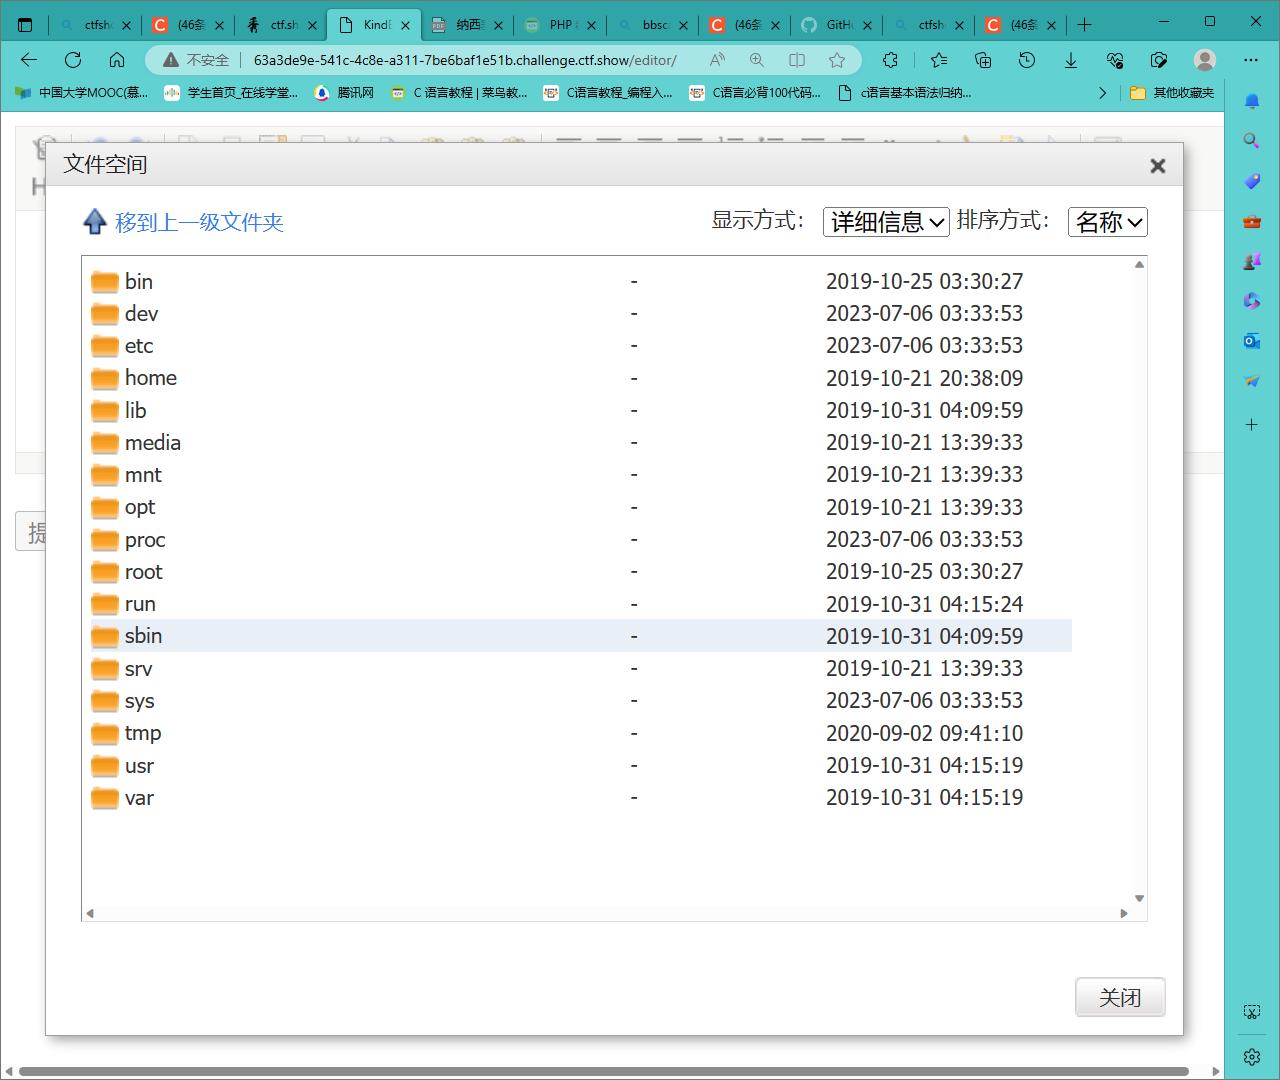 ctfsho
(46条
ctf.sh
KindE
纳西妲
PHP
bbsca
(46条
GitHu
ctfsho
(46条
不安全
63a3de9e-541c-4c8e-a311-7be6baf1e51b.challenge.ctf.show/editor/
中国大学MOOC(慕...
学生首页_在线学堂...
腾讯网
C 语言教程 | 菜鸟教...
C语言教程_编程入...
C语言必背100代码...
c语言基本语法归纳...
其他收藏夹
文件空间
移到上一级文件夹
显示方式： 详细信息 排序方式： 名称
bin - 2019-10-25 03:30:27
dev - 2023-07-06 03:33:53
etc - 2023-07-06 03:33:53
home - 2019-10-21 20:38:09
lib - 2019-10-31 04:09:59
media - 2019-10-21 13:39:33
mnt - 2019-10-21 13:39:33
opt - 2019-10-21 13:39:33
proc - 2023-07-06 03:33:53
root - 2019-10-25 03:30:27
run - 2019-10-31 04:15:24
sbin - 2019-10-31 04:09:59
srv - 2019-10-21 13:39:33
sys - 2023-07-06 03:33:53
tmp - 2020-09-02 09:41:10
usr - 2019-10-31 04:15:19
var - 2019-10-31 04:15:19
提
关闭